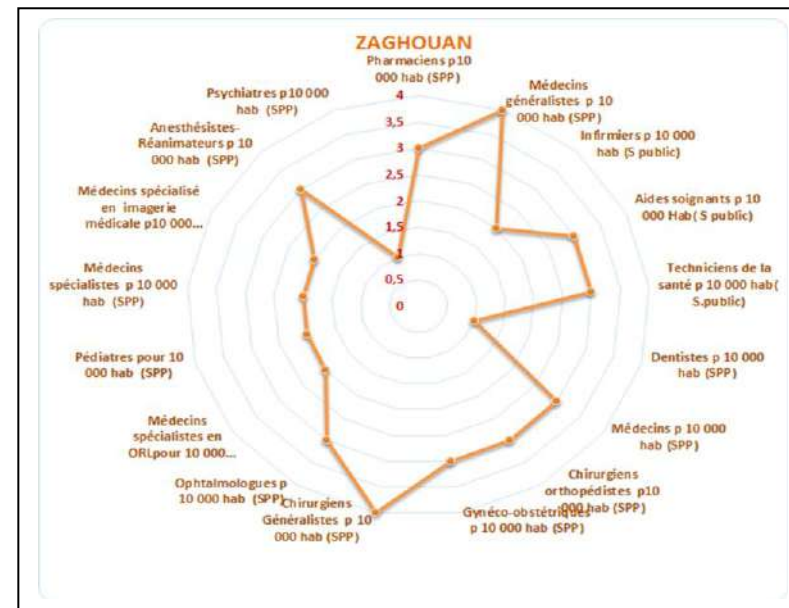 ZAGHOUAN
Pharmaciens p10
000 hab (SPP)
Médecins
généralistes p 10
000 hab (SPP)
Infirmiers p 10 000
hab (S public)
Aides soignants p 10
000 Hab( S public)
Techniciens de la
santé p 10 000 hab(
S.public)
Dentistes p 10 000
hab (SPP)
Médecins p 10 000
hab (SPP)
Chirurgiens
orthopédistes p10
000 hab (SPP)
Gynéco-obstétriques
p 10 000 hab (SPP)
Chirurgiens
Généralistes p 10
000 hab (SPP)
Ophtalmologues p
10 000 hab (SPP)
Médecins
spécialistes en
ORLpour 10 000...
Pédiatres pour 10
000 hab (SPP)
Médecins
spécialistes p 10 000
hab (SPP)
Médecins spécialisé
en imagerie
médicale p10 000...
Anesthésistes-
Réanimateurs p 10
000 hab (SPP)
Psychiatres p10 000
hab (SPP)
4
3,5
3
2,5
2
1,5
1
0,5
0